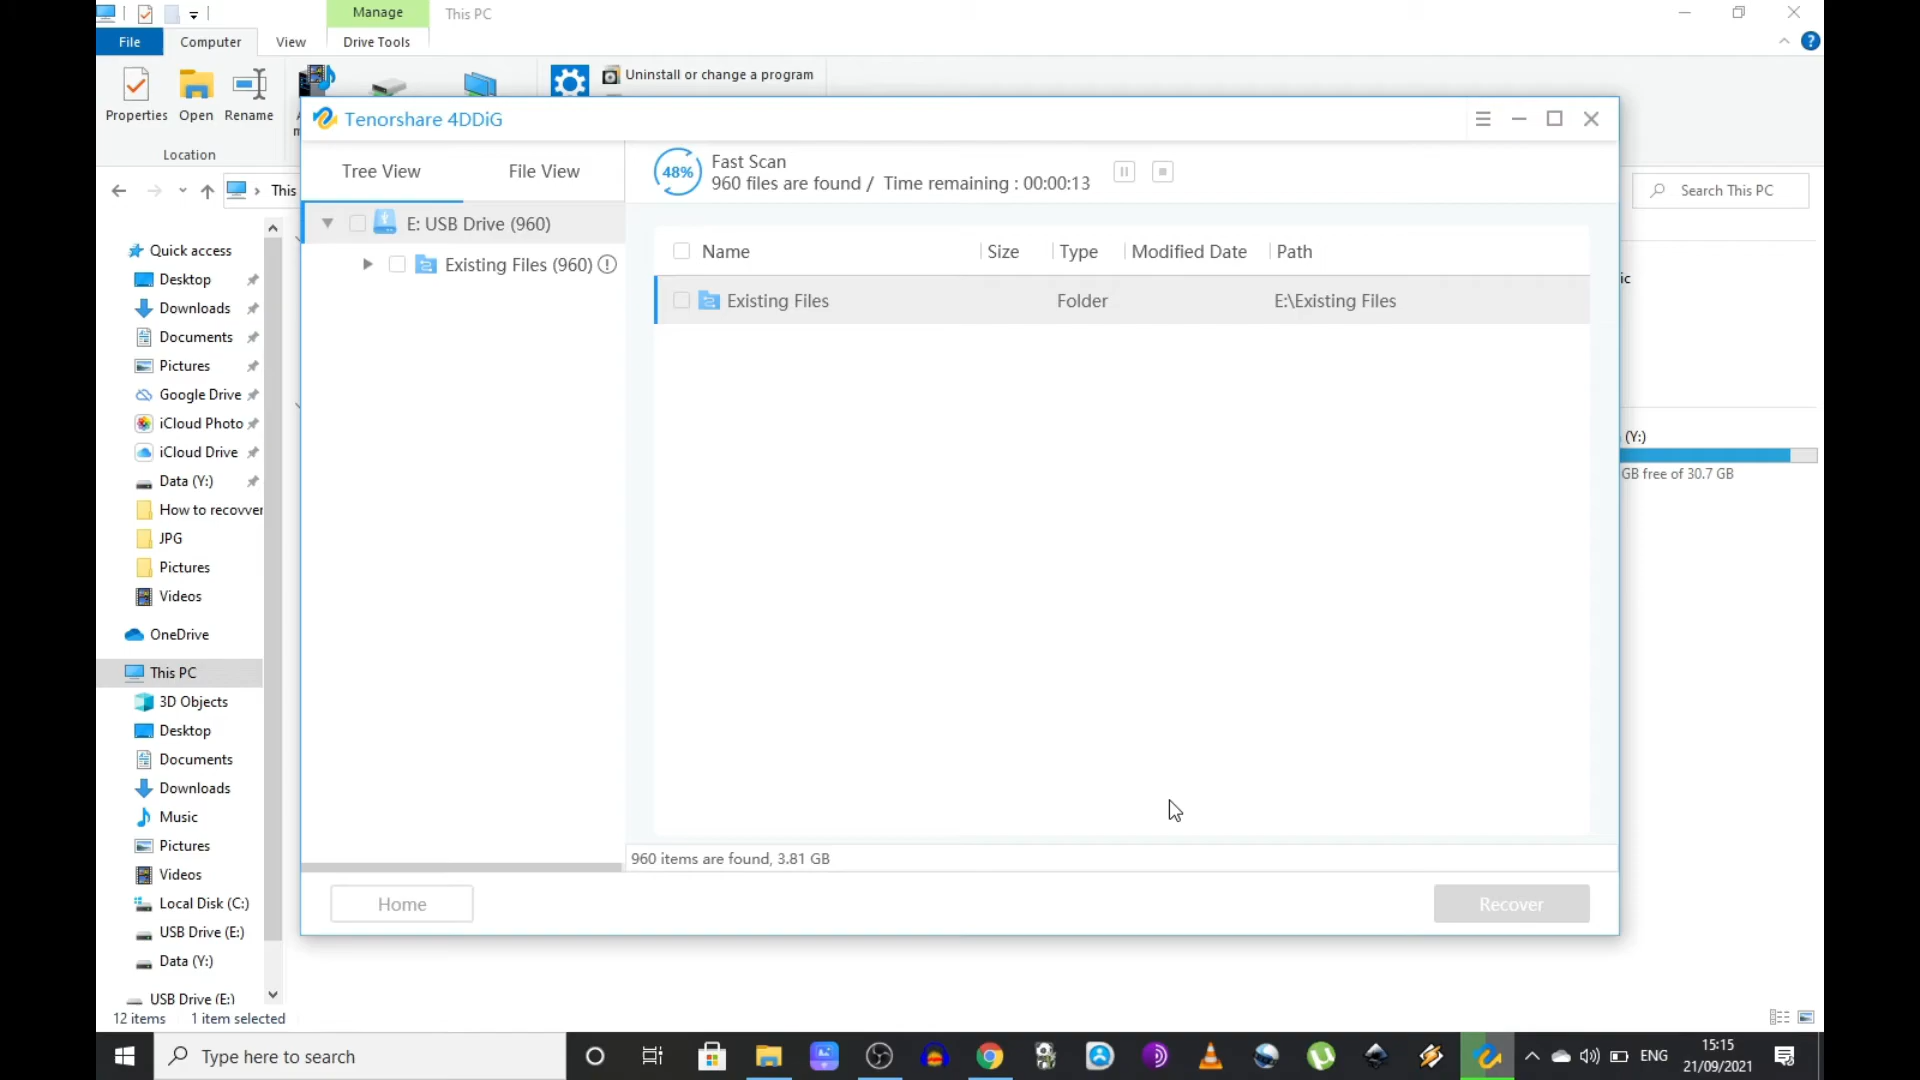 Manage
This PC
File
Computer
View
Drive Tools
Properties
Open
Rename
Uninstall or change a program
Location
This
Search This PC
Quick access
Desktop
Downloads
Documents
Pictures
Google Drive
iCloud Photo
iCloud Drive
Data (Y:)
How to recovver
JPG
Pictures
Videos
OneDrive
This PC
3D Objects
Desktop
Documents
Downloads
Music
Pictures
Videos
Local Disk (C:)
USB Drive (E:)
Data (Y:)
USB Drive (E:)
12 items
1 item selected
Tenorshare 4DDiG
Tree View
File View
48%
Fast Scan
960 files are found / Time remaining : 00:00:13
E: USB Drive (960)
Existing Files (960)
Name
Size
Type
Modified Date
Path
Existing Files
Folder
E:\Existing Files
960 items are found, 3.81 GB
Home
Recover
ic
(Y:)
GB free of 30.7 GB
Type here to search
ENG
15:15
21/09/2021